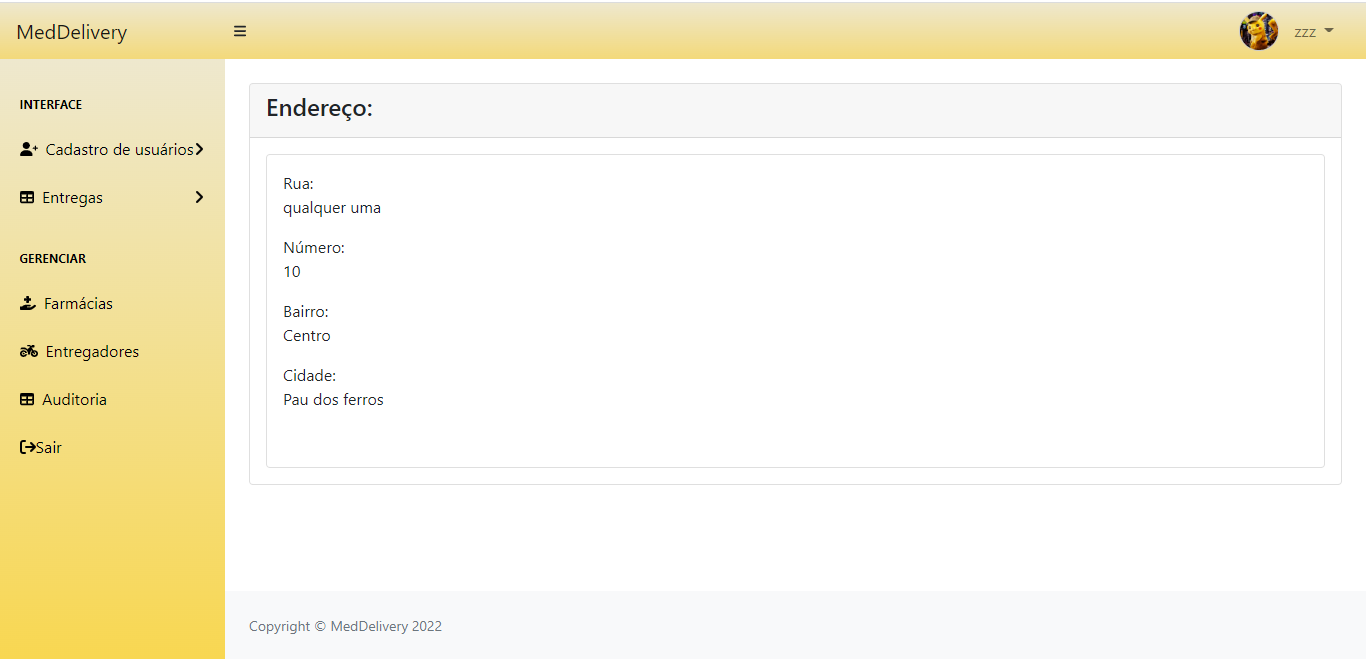 MedDelivery
zzz
INTERFACE
Cadastro de usuários
Entregas
GERENCIAR
Farmácias
Entregadores
Auditoria
Sair
Endereço:
Rua:
qualquer uma
Número:
10
Bairro:
Centro
Cidade:
Pau dos ferros
Copyright © MedDelivery 2022